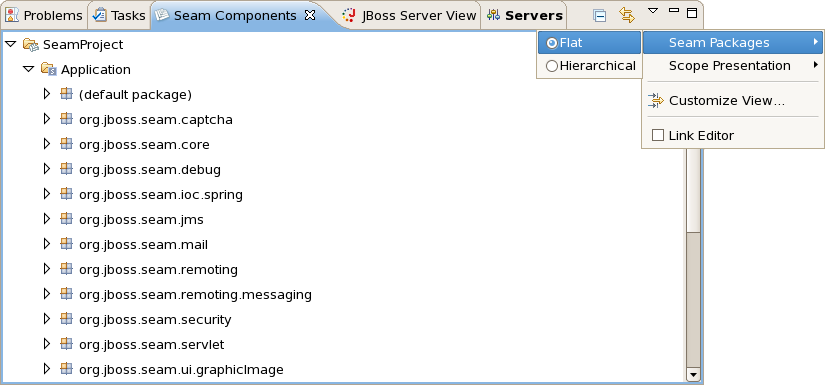 Problems Tasks Seam Components JBoss Server View Servers
SeamProject
Flat Seam Packages
Application
Hierarchical Scope Presentation
(default package)
Customize View...
org.jboss.seam.captcha
Link Editor
org.jboss.seam.core
org.jboss.seam.debug
org.jboss.seam.ioc.spring
org.jboss.seam.jms
org.jboss.seam.mail
org.jboss.seam.remoting
org.jboss.seam.remoting.messaging
org.jboss.seam.security
org.jboss.seam.servlet
org.jboss.seam.ui.graphicImage